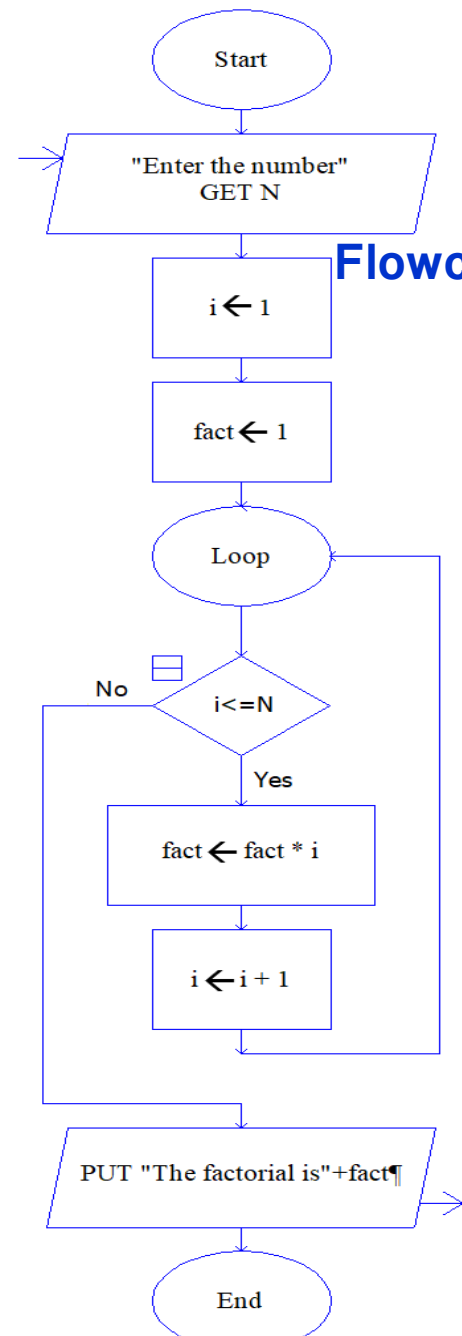 Start
"Enter the number"
GET N
i ← 1
fact ← 1
Loop
No
i<=N
Yes
fact ← fact * i
i ← i + 1
PUT "The factorial is"+fact¶
End